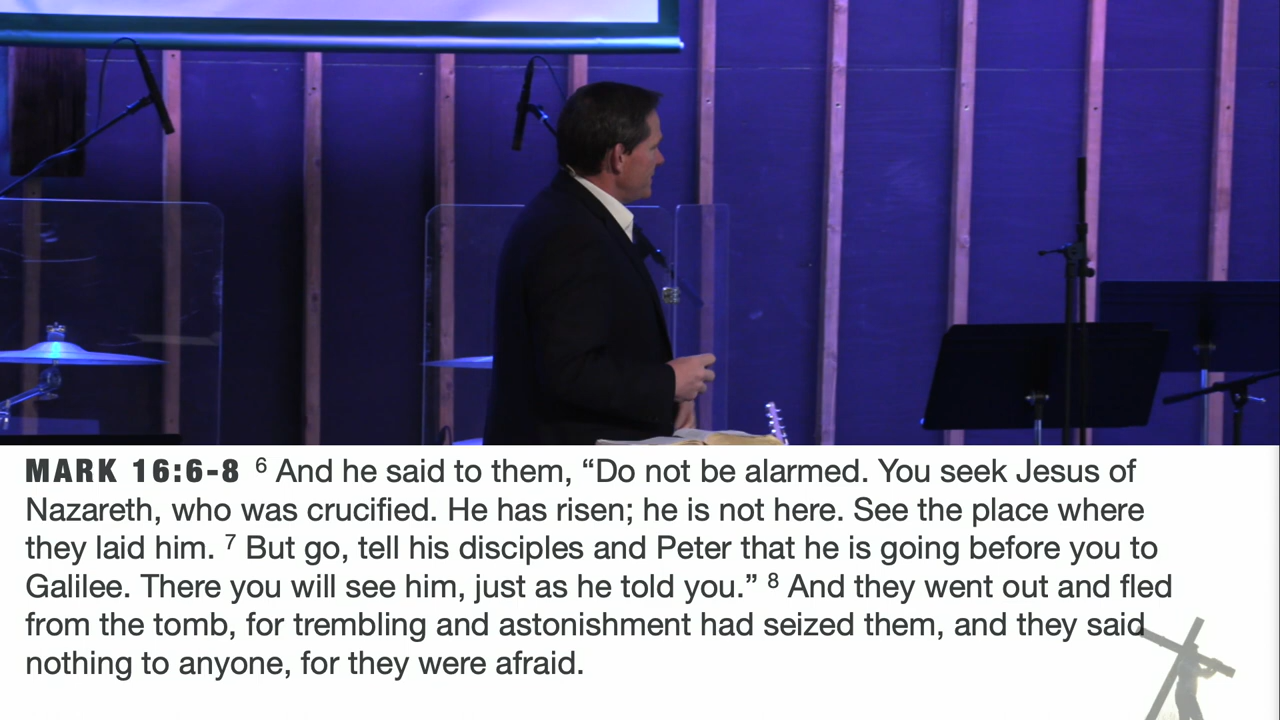 MARK 16:6-8 ⁶ And he said to them, “Do not be alarmed. You seek Jesus of
Nazareth, who was crucified. He has risen; he is not here. See the place where
they laid him. ⁷ But go, tell his disciples and Peter that he is going before you to
Galilee. There you will see him, just as he told you.” ⁸ And they went out and fled
from the tomb, for trembling and astonishment had seized them, and they said
nothing to anyone, for they were afraid.